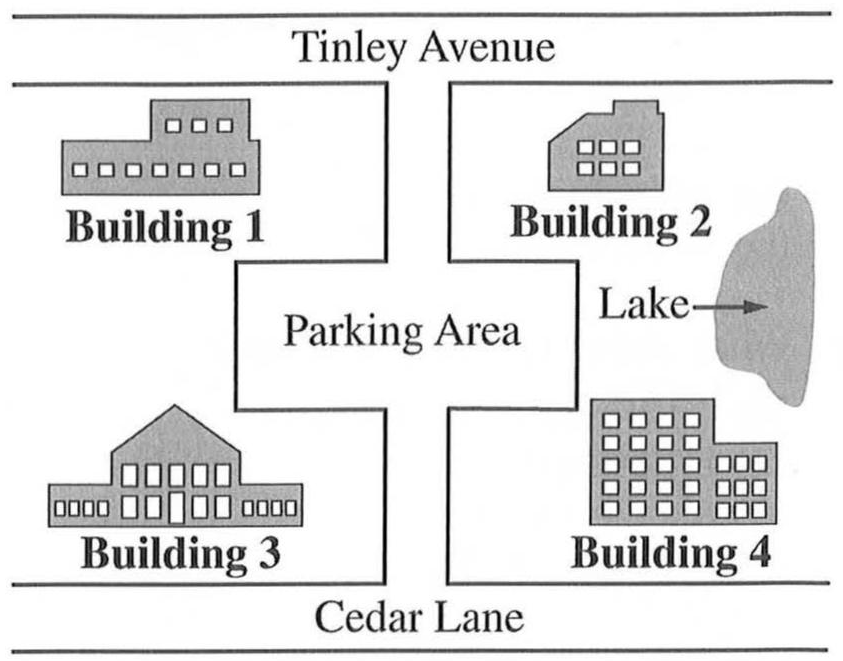 Tinley Avenue
Building 1
Building 2
Lake
Parking Area
Building 3
Building 4
Cedar Lane